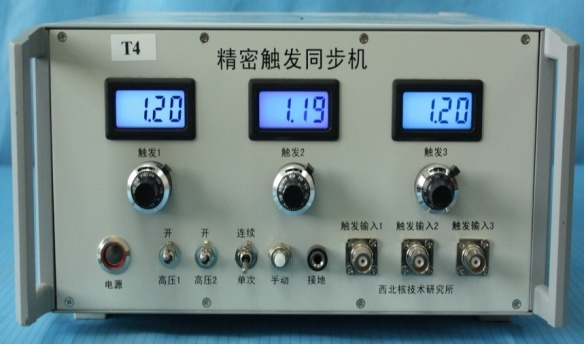 T4
精密触发同步机
1.20
1.19
1.20
触发1
触发2
触发3
开
开
连续
触发输入1
触发输入2
触发输入3
电源
高压1
高压2
单次
手动
接地
西北核技术研究所